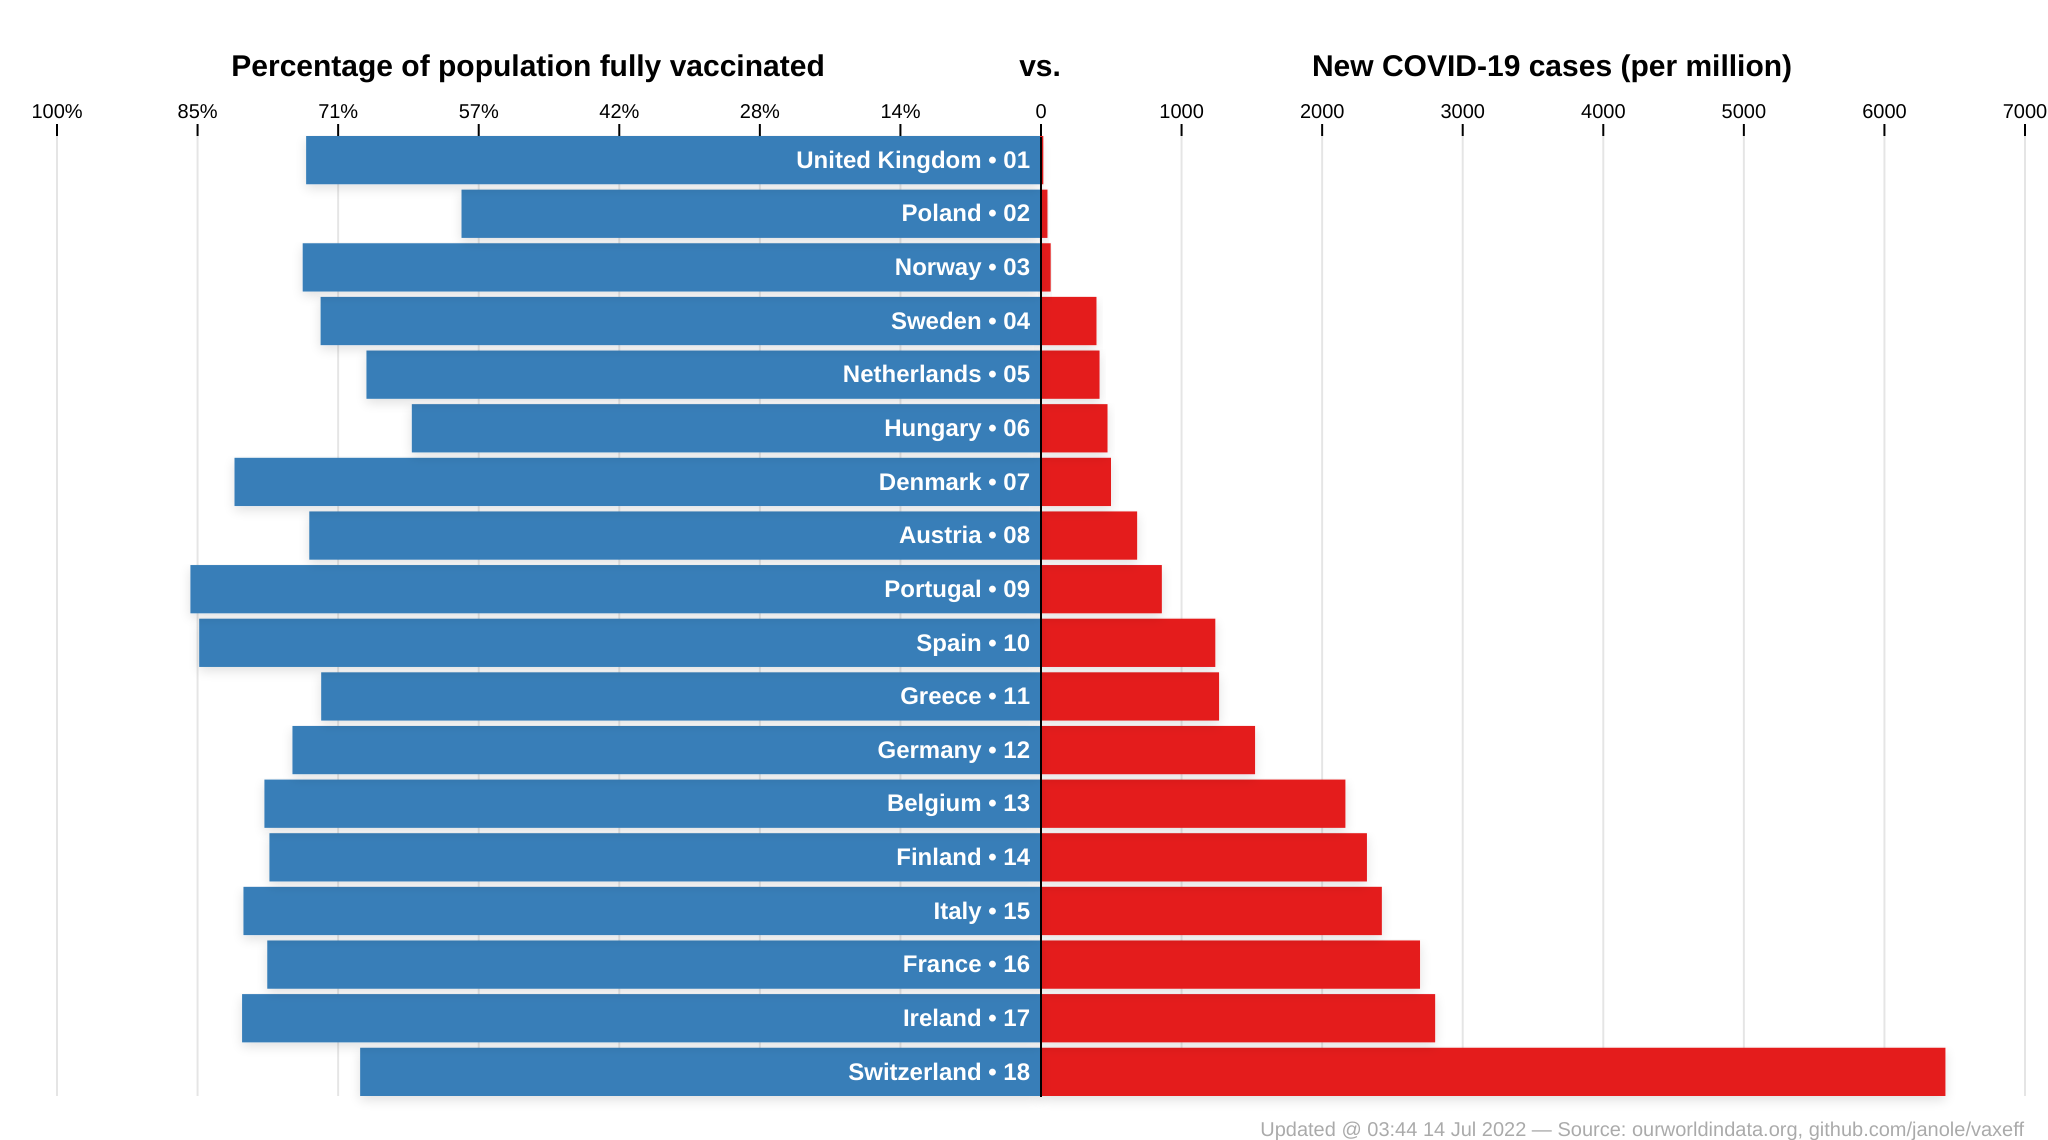 Percentage of population fully vaccinated vs. New COVID-19 cases (per million)
100% 85% 71% 57% 42% 28% 14% 0 1000 2000 3000 4000 5000 6000 7000
United Kingdom • 01
Poland • 02
Norway • 03
Sweden • 04
Netherlands • 05
Hungary • 06
Denmark • 07
Austria • 08
Portugal • 09
Spain • 10
Greece • 11
Germany • 12
Belgium • 13
Finland • 14
Italy • 15
France • 16
Ireland • 17
Switzerland • 18
Updated @ 03:44 14 Jul 2022 — Source: ourworldindata.org, github.com/janole/vaxeff